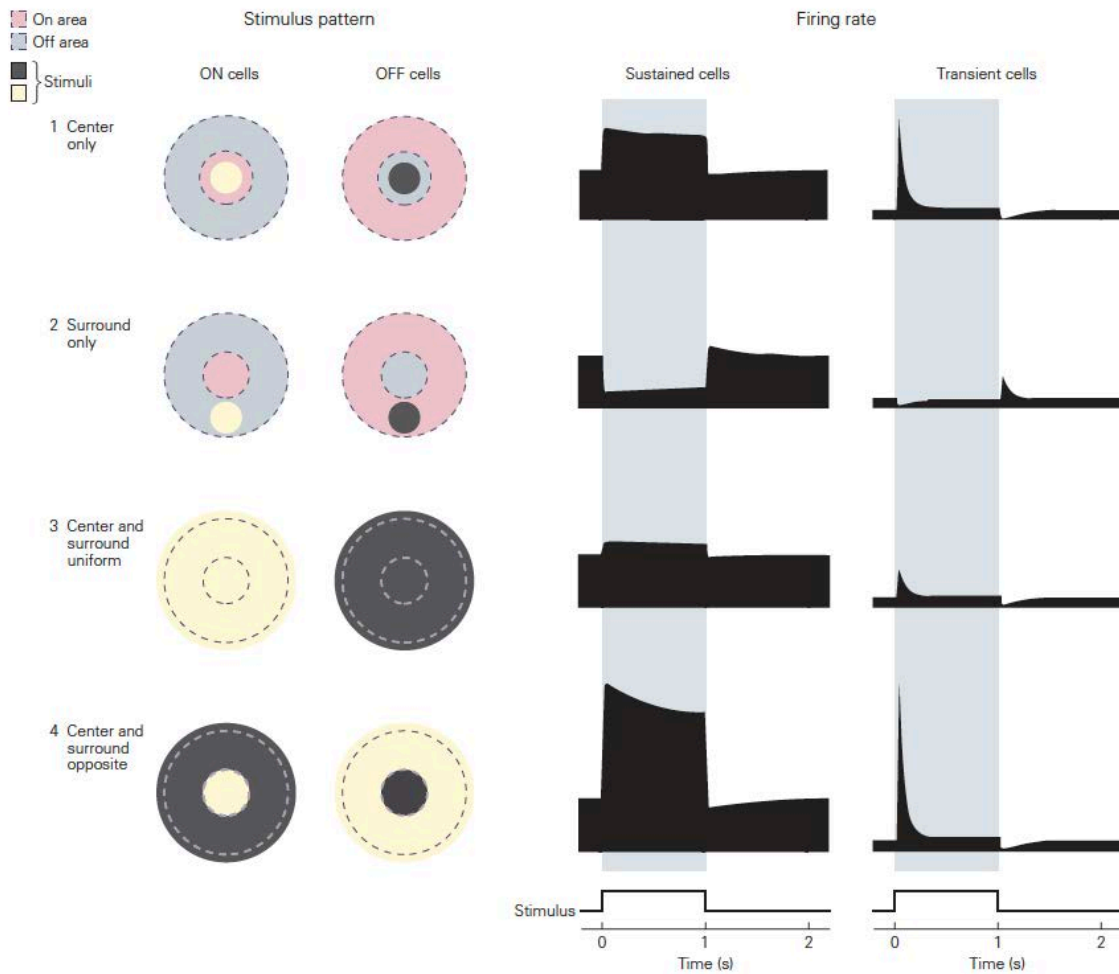 On area
Off area
Stimuli
Stimulus pattern
Firing rate
ON cells
OFF cells
Sustained cells
Transient cells
1 Center
only
2 Surround
only
3 Center and
surround
uniform
4 Center and
surround
opposite
Stimulus
0 1 2
Time (s)
0 1 2
Time (s)